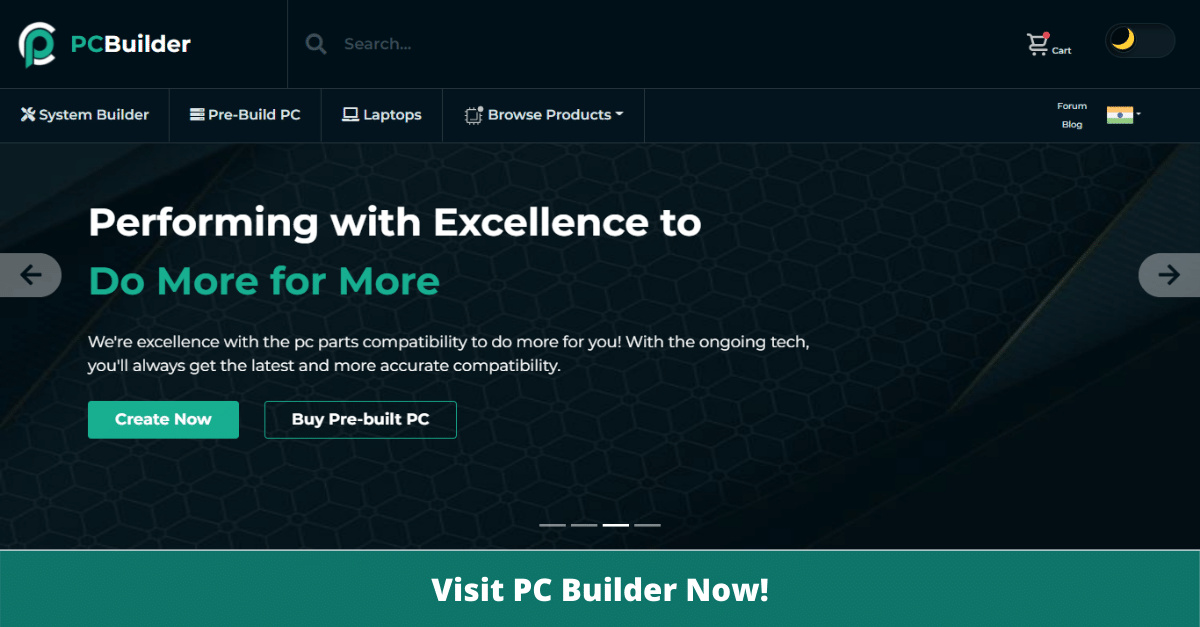 PCBuilder
Search...
Cart
System Builder
Pre-Build PC
Laptops
Browse Products
Forum
Blog
Performing with Excellence to
Do More for More
We're excellence with the pc parts compatibility to do more for you! With the ongoing tech,
you'll always get the latest and more accurate compatibility.
Create Now
Buy Pre-built PC
Visit PC Builder Now!